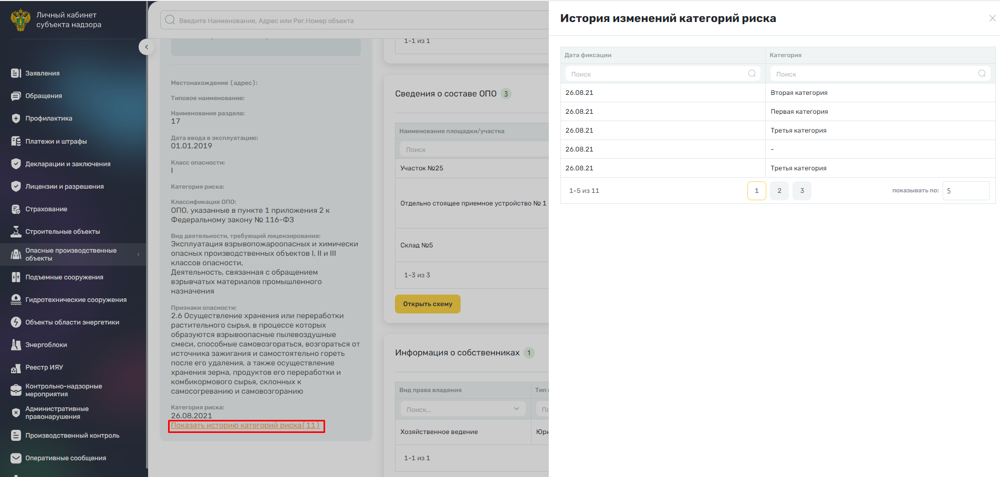 Личный кабинет
субъекта надзора
Заявления
Обращения
Профилактика
Платежи и штрафы
Декларации и заключения
Лицензии и разрешения
Страхование
Строительные объекты
Опасные производственные
объекты
Подъемные сооружения
Гидротехнические сооружения
Объекты области энергетики
Энергоблоки
Реестр ИЯУ
Контрольно-надзорные
мероприятия
Административные
правонарушения
Производственный контроль
Оперативные сообщения
Введите Наименование, Адрес или Рег.Номер объекта
Местонахождение (адрес):
Типовое наименование:
Наименование раздела:
17
Дата ввода в эксплуатацию:
01.01.2019
Класс опасности:
I
Категория риска:
Классификация ОПО:
ОПО, указанные в пункте 1 приложения 2 к
Федеральному закону № 116-ФЗ
Вид деятельности, требующий лицензирования:
Эксплуатация взрывопожароопасных и химически
опасных производственных объектов I, II и III
классов опасности,
Деятельность, связанная с обращением
взрывчатых материалов промышленного
назначения
Признаки опасности:
2.6 Осуществление хранения или переработки
растительного сырья, в процессе которых
образуются взрывоопасные пылевоздушные
смеси, способные самовозгораться, возгораться от
источника зажигания и самостоятельно гореть
после его удаления, а также осуществление
хранения зерна, продуктов его переработки и
комбикормового сырья, склонных к
самосогреванию и самовозгоранию
Категория риска:
26.08.2021
Показать историю категорий риска(11)
1-1 из 1
Сведения о составе ОПО 3
Наименование площадки/участка
Поиск
Участок №25
Отдельно стоящее приемное устройство № 1
Склад №5
1-3 из 3
Открыть схему
Информация о собственниках 1
Вид права владения Тип
Поиск... По
Хозяйственное ведение Юри
1-1 из 1
История изменений категорий риска
Дата фиксации Категория
Поиск Поиск
26.08.21 Вторая категория
26.08.21 Первая категория
26.08.21 Третья категория
26.08.21 -
26.08.21 Третья категория
1-5 из 11 1 2 3 показывать по: 5